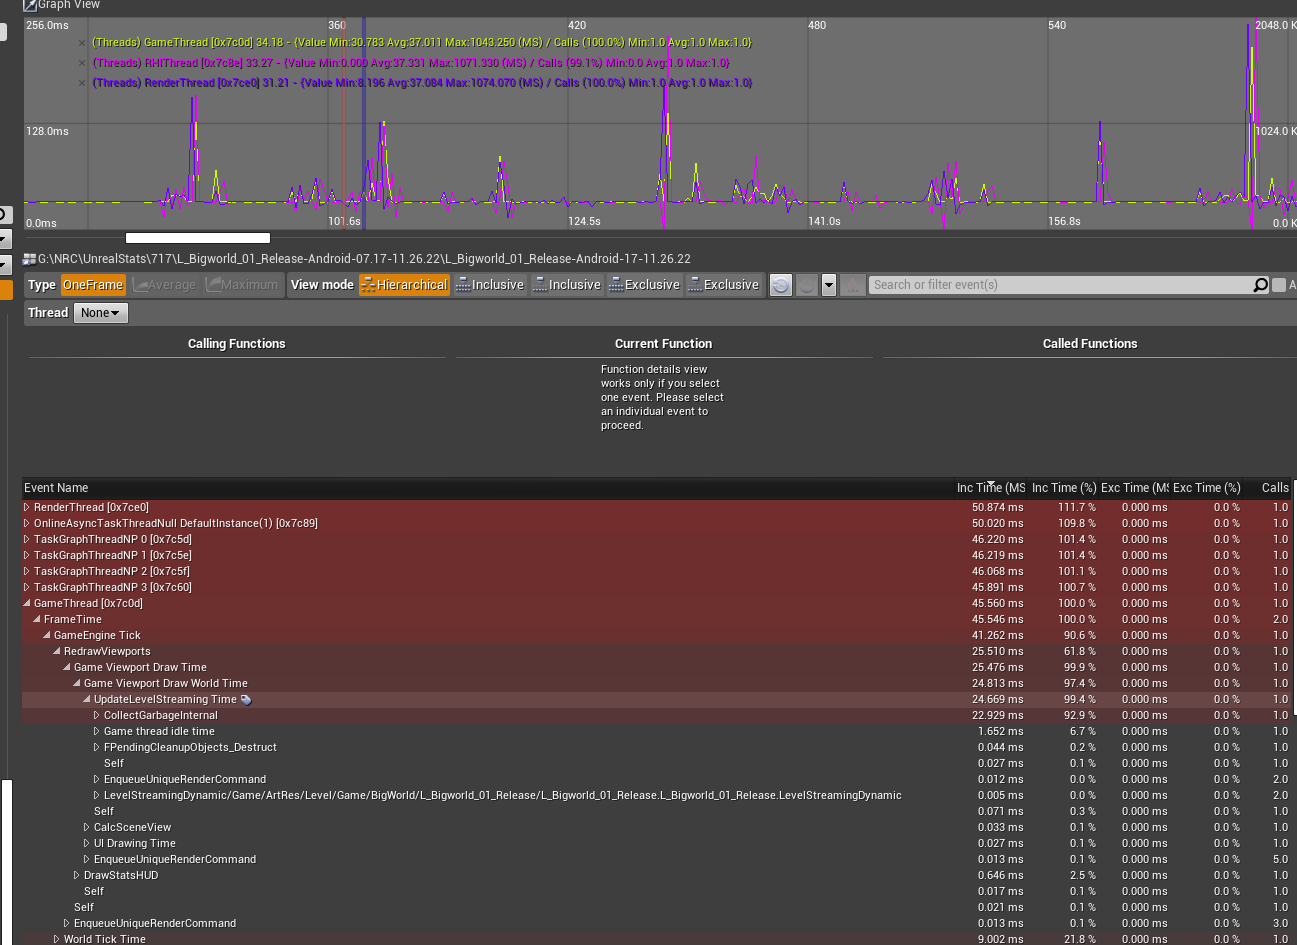 Graph View
256.0ms 360 420 480 540 2048.0 K
× (Threads) GameThread [0x7c0d] 34.18 - {Value Min:30.783 Avg:37.011 Max:1043.250 (MS) / Calls (100.0%) Min:1.0 Avg:1.0 Max:1.0}
× (Threads) RHIThread [0x7c8e] 33.27 - {Value Min:0.000 Avg:37.331 Max:1071.330 (MS) / Calls (99.1%) Min:0.0 Avg:1.0 Max:1.0}
× (Threads) RenderThread [0x7ce0] 31.21 - {Value Min:8.196 Avg:37.084 Max:1074.070 (MS) / Calls (100.0%) Min:1.0 Avg:1.0 Max:1.0}
128.0ms 1024.0 K
0.0ms 101.6s 124.5s 141.0s 156.8s 0.0 K
G:\NRC\UnrealStats\717\L_Bigworld_01_Release-Android-07.17-11.26.22\L_Bigworld_01_Release-Android-17-11.26.22
Type OneFrame Average Maximum View mode Hierarchical Inclusive Inclusive Exclusive Exclusive Search or filter event(s) A
Thread None
Calling Functions Current Function Called Functions
Function details view
works only if you select
one event. Please select
an individual event to
proceed.
Event Name Inc Time (MS Inc Time (%) Exc Time (MS Exc Time (%) Calls
RenderThread [0x7ce0] 50.874 ms 111.7 % 0.000 ms 0.0 % 1.0
OnlineAsyncTaskThreadNull DefaultInstance(1) [0x7c89] 50.020 ms 109.8 % 0.000 ms 0.0 % 1.0
TaskGraphThreadNP 0 [0x7c5d] 46.220 ms 101.4 % 0.000 ms 0.0 % 1.0
TaskGraphThreadNP 1 [0x7c5e] 46.219 ms 101.4 % 0.000 ms 0.0 % 1.0
TaskGraphThreadNP 2 [0x7c5f] 46.068 ms 101.1 % 0.000 ms 0.0 % 1.0
TaskGraphThreadNP 3 [0x7c60] 45.891 ms 100.7 % 0.000 ms 0.0 % 1.0
GameThread [0x7c0d] 45.560 ms 100.0 % 0.000 ms 0.0 % 1.0
FrameTime 45.546 ms 100.0 % 0.000 ms 0.0 % 2.0
GameEngine Tick 41.262 ms 90.6 % 0.000 ms 0.0 % 1.0
RedrawViewports 25.510 ms 61.8 % 0.000 ms 0.0 % 1.0
Game Viewport Draw Time 25.476 ms 99.9 % 0.000 ms 0.0 % 1.0
Game Viewport Draw World Time 24.813 ms 97.4 % 0.000 ms 0.0 % 1.0
UpdateLevelStreaming Time 24.669 ms 99.4 % 0.000 ms 0.0 % 1.0
CollectGarbageInternal 22.929 ms 92.9 % 0.000 ms 0.0 % 1.0
Game thread idle time 1.652 ms 6.7 % 0.000 ms 0.0 % 1.0
FPendingCleanupObjects_Destruct 0.044 ms 0.2 % 0.000 ms 0.0 % 1.0
Self 0.027 ms 0.1 % 0.000 ms 0.0 % 1.0
EnqueueUniqueRenderCommand 0.012 ms 0.0 % 0.000 ms 0.0 % 2.0
LevelStreamingDynamic/Game/ArtRes/Level/Game/BigWorld/L_Bigworld_01_Release/L_Bigworld_01_Release.L_Bigworld_01_Release.LevelStreamingDynamic 0.005 ms 0.0 % 0.000 ms 0.0 % 2.0
Self 0.071 ms 0.3 % 0.000 ms 0.0 % 1.0
CalcSceneView 0.033 ms 0.1 % 0.000 ms 0.0 % 1.0
UI Drawing Time 0.027 ms 0.1 % 0.000 ms 0.0 % 1.0
EnqueueUniqueRenderCommand 0.013 ms 0.1 % 0.000 ms 0.0 % 5.0
DrawStatsHUD 0.646 ms 2.5 % 0.000 ms 0.0 % 1.0
Self 0.017 ms 0.1 % 0.000 ms 0.0 % 1.0
Self 0.021 ms 0.1 % 0.000 ms 0.0 % 1.0
EnqueueUniqueRenderCommand 0.013 ms 0.1 % 0.000 ms 0.0 % 3.0
World Tick Time 9.002 ms 21.8 % 0.000 ms 0.0 % 1.0